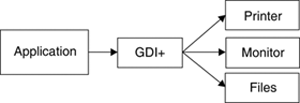 Printer
Application
GDI+
Monitor
Files